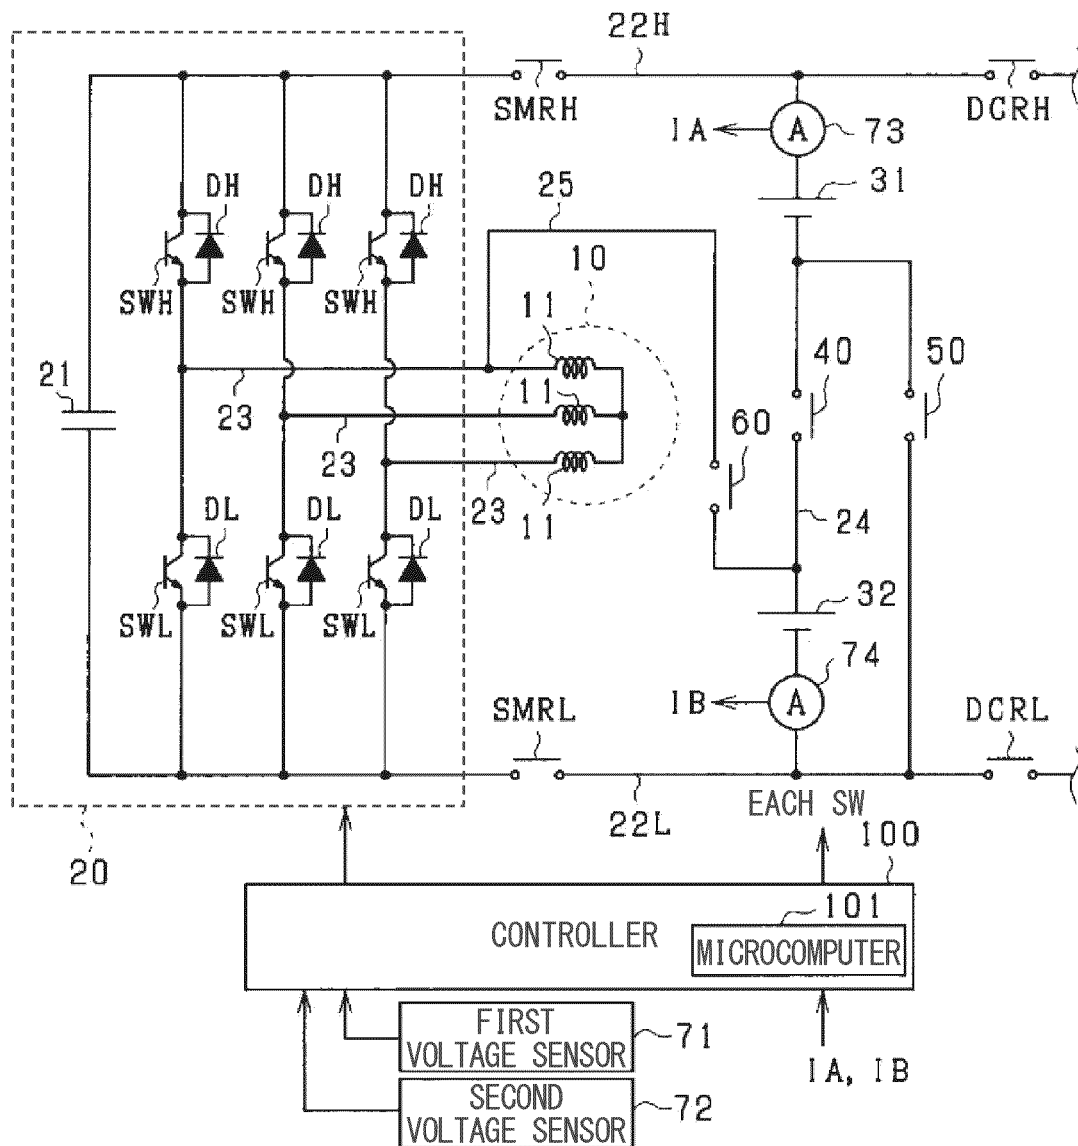 22H
SMRH
DCRH
IA
A
73
31
25
DH
DH
DH
10
SWH
SWH
SWH
11
40
50
21
11
23
60
23
23
11
24
DL
DL
DL
32
SWL
SWL
SWL
74
SMRL
IB
A
DCRL
22L
EACH SW
20
100
101
CONTROLLER
MICROCOMPUTER
FIRST
VOLTAGE SENSOR
71
IA, IB
SECOND
VOLTAGE SENSOR
72